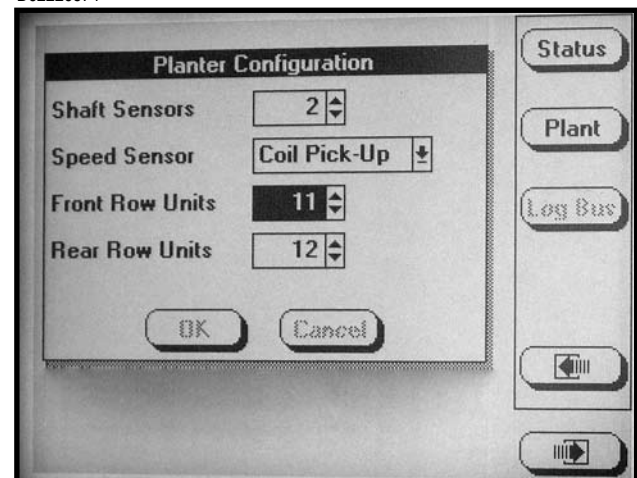 Planter Configuration
Shaft Sensors 2
Speed Sensor Coil Pick-Up
Front Row Units 11
Rear Row Units 12
OK Cancel
Status
Plant
Log Bus